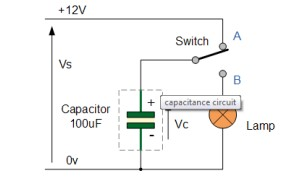 +12V
A
Switch
Vs
B
+
capacitance circuit
Capacitor
100uF
Vc
Lamp
-
0v